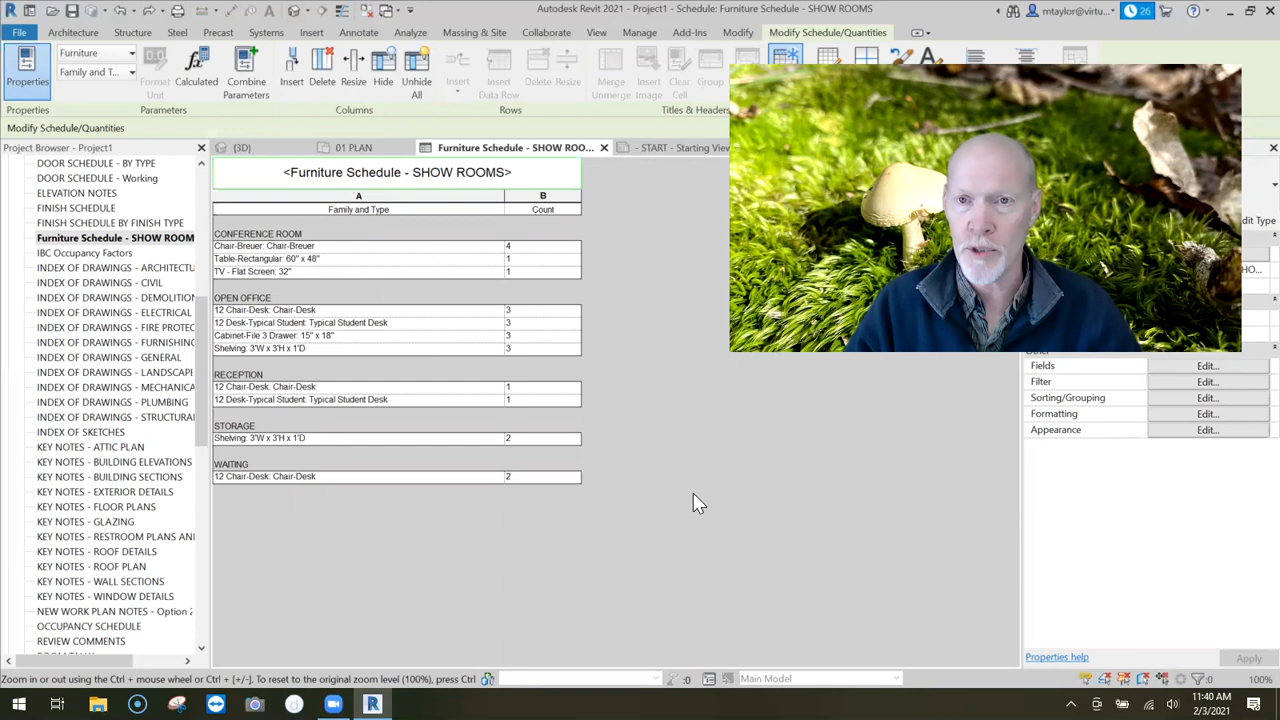 Autodesk Revit 2021 - Project1 - Schedule: Furniture Schedule - SHOW ROOMS
mtaylor@virtu...
26
File Architecture Structure Steel Precast Systems Insert Annotate Analyze Massing & Site Collaborate View Manage Add-Ins Modify Modify Schedule/Quantities
Furniture
Family and T
Properties
Format Unit
Calculated
Combine Parameters
Insert
Delete
Resize
Hide
Unhide All
Insert
Insert Data Row
Delete
Resize
Merge Unmerge
Insert Image
Clear Cell
Group
Properties Parameters Columns Rows Titles & Headers
Modify Schedule/Quantities
Project Browser - Project1
{3D}
01 PLAN
Furniture Schedule - SHOW ROO...
- START - Starting View
DOOR SCHEDULE - BY TYPE
DOOR SCHEDULE - Working
ELEVATION NOTES
FINISH SCHEDULE
FINISH SCHEDULE BY FINISH TYPE
Furniture Schedule - SHOW ROOM
IBC Occupancy Factors
INDEX OF DRAWINGS - ARCHITECTU
INDEX OF DRAWINGS - CIVIL
INDEX OF DRAWINGS - DEMOLITION
INDEX OF DRAWINGS - ELECTRICAL
INDEX OF DRAWINGS - FIRE PROTEC
INDEX OF DRAWINGS - FURNISHING
INDEX OF DRAWINGS - GENERAL
INDEX OF DRAWINGS - LANDSCAPI
INDEX OF DRAWINGS - MECHANICA
INDEX OF DRAWINGS - PLUMBING
INDEX OF DRAWINGS - STRUCTURA
INDEX OF SKETCHES
KEY NOTES - ATTIC PLAN
KEY NOTES - BUILDING ELEVATIONS
KEY NOTES - BUILDING SECTIONS
KEY NOTES - EXTERIOR DETAILS
KEY NOTES - FLOOR PLANS
KEY NOTES - GLAZING
KEY NOTES - RESTROOM PLANS AN
KEY NOTES - ROOF DETAILS
KEY NOTES - ROOF PLAN
KEY NOTES - WALL SECTIONS
KEY NOTES - WINDOW DETAILS
NEW WORK PLAN NOTES - Option 2
OCCUPANCY SCHEDULE
REVIEW COMMENTS
<Furniture Schedule - SHOW ROOMS>
A B
Family and Type Count
CONFERENCE ROOM
Chair-Breuer: Chair-Breuer 4
Table-Rectangular: 60" x 48" 1
TV - Flat Screen: 32" 1
OPEN OFFICE
12 Chair-Desk: Chair-Desk 3
12 Desk-Typical Student: Typical Student Desk 3
Cabinet-File 3 Drawer: 15" x 18" 3
Shelving: 3'W x 3'H x 1'D 3
RECEPTION
12 Chair-Desk: Chair-Desk 1
12 Desk-Typical Student: Typical Student Desk 1
STORAGE
Shelving: 3'W x 3'H x 1'D 2
WAITING
12 Chair-Desk: Chair-Desk 2
dit Type
HO...
Fields Edit...
Filter Edit...
Sorting/Grouping Edit...
Formatting Edit...
Appearance Edit...
Properties help
Apply
Zoom in or out using the Ctrl + mouse wheel or Ctrl + [+/-]. To reset to the original zoom level (100%), press Ctrl
:0
Main Model
:0
100%
11:40 AM
2/3/2021